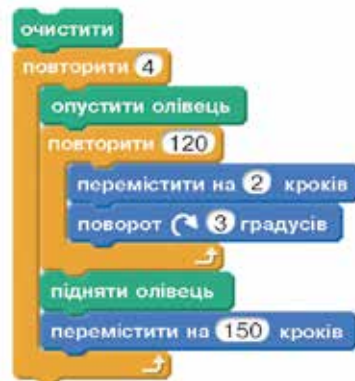 очистити
повторити 4
опустити олівець
повторити 120
перемістити на 2 кроків
поворот 3 градусів
підняти олівець
перемістити на 150 кроків